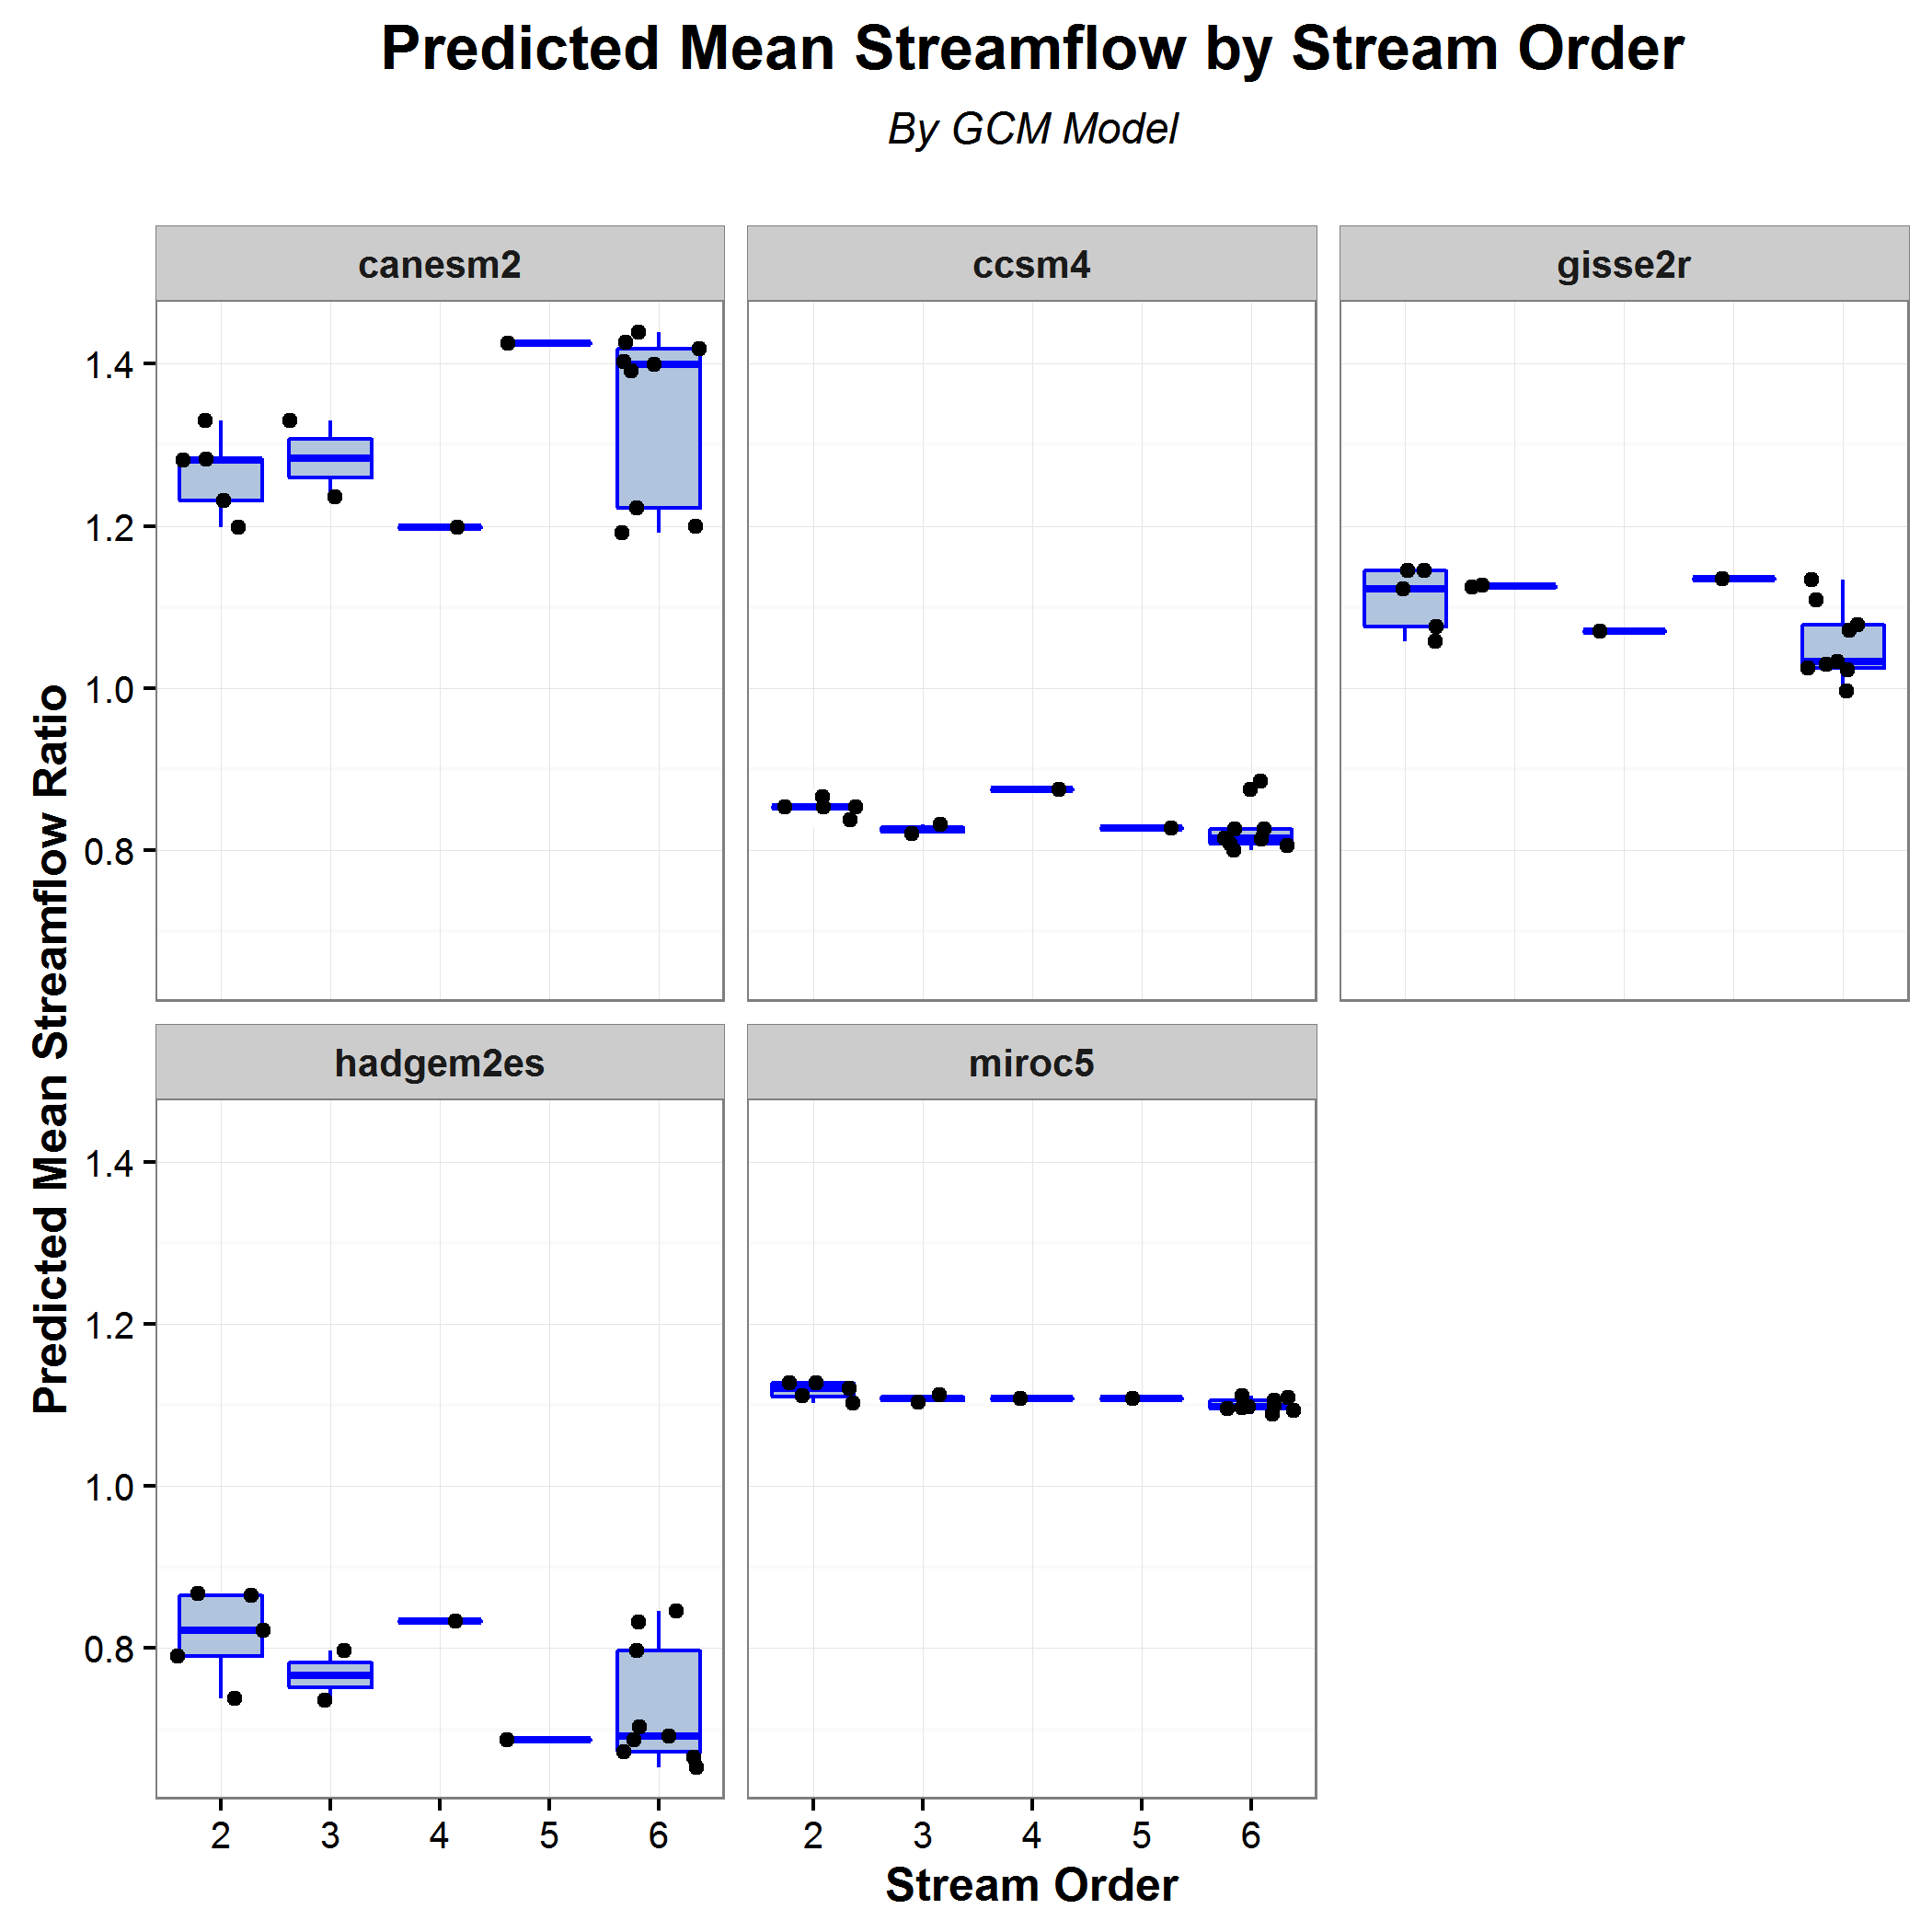 Predicted Mean Streamflow by Stream Order
By GCM Model
canesm2
ccsm4
gisse2r
1.4
1.2
1.0
0.8
hadgem2es
miroc5
1.4
1.2
1.0
0.8
Predicted Mean Streamflow Ratio
2 3 4 5 6
2 3 4 5 6
Stream Order